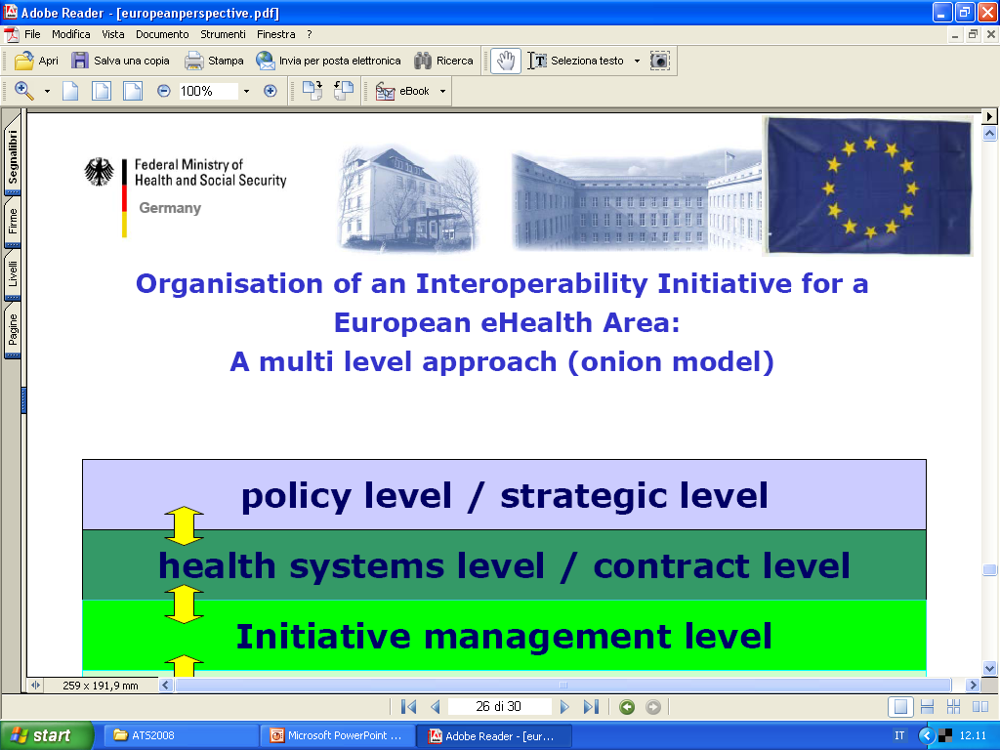 Adobe Reader - [europeanperspective.pdf]
File Modifica Vista Documento Strumenti Finestra ?
Apri Salva una copia Stampa Invia per posta elettronica Ricerca Seleziona testo
100% eBook
Segnalibri
Firme
Livelli
Pagine
Federal Ministry of
Health and Social Security
Germany
Organisation of an Interoperability Initiative for a
European eHealth Area:
A multi level approach (onion model)
policy level / strategic level
health systems level / contract level
Initiative management level
259 x 191,9 mm
26 di 30
start ATS2008 Microsoft PowerPoint ... Adobe Reader - [eur... IT 12.11